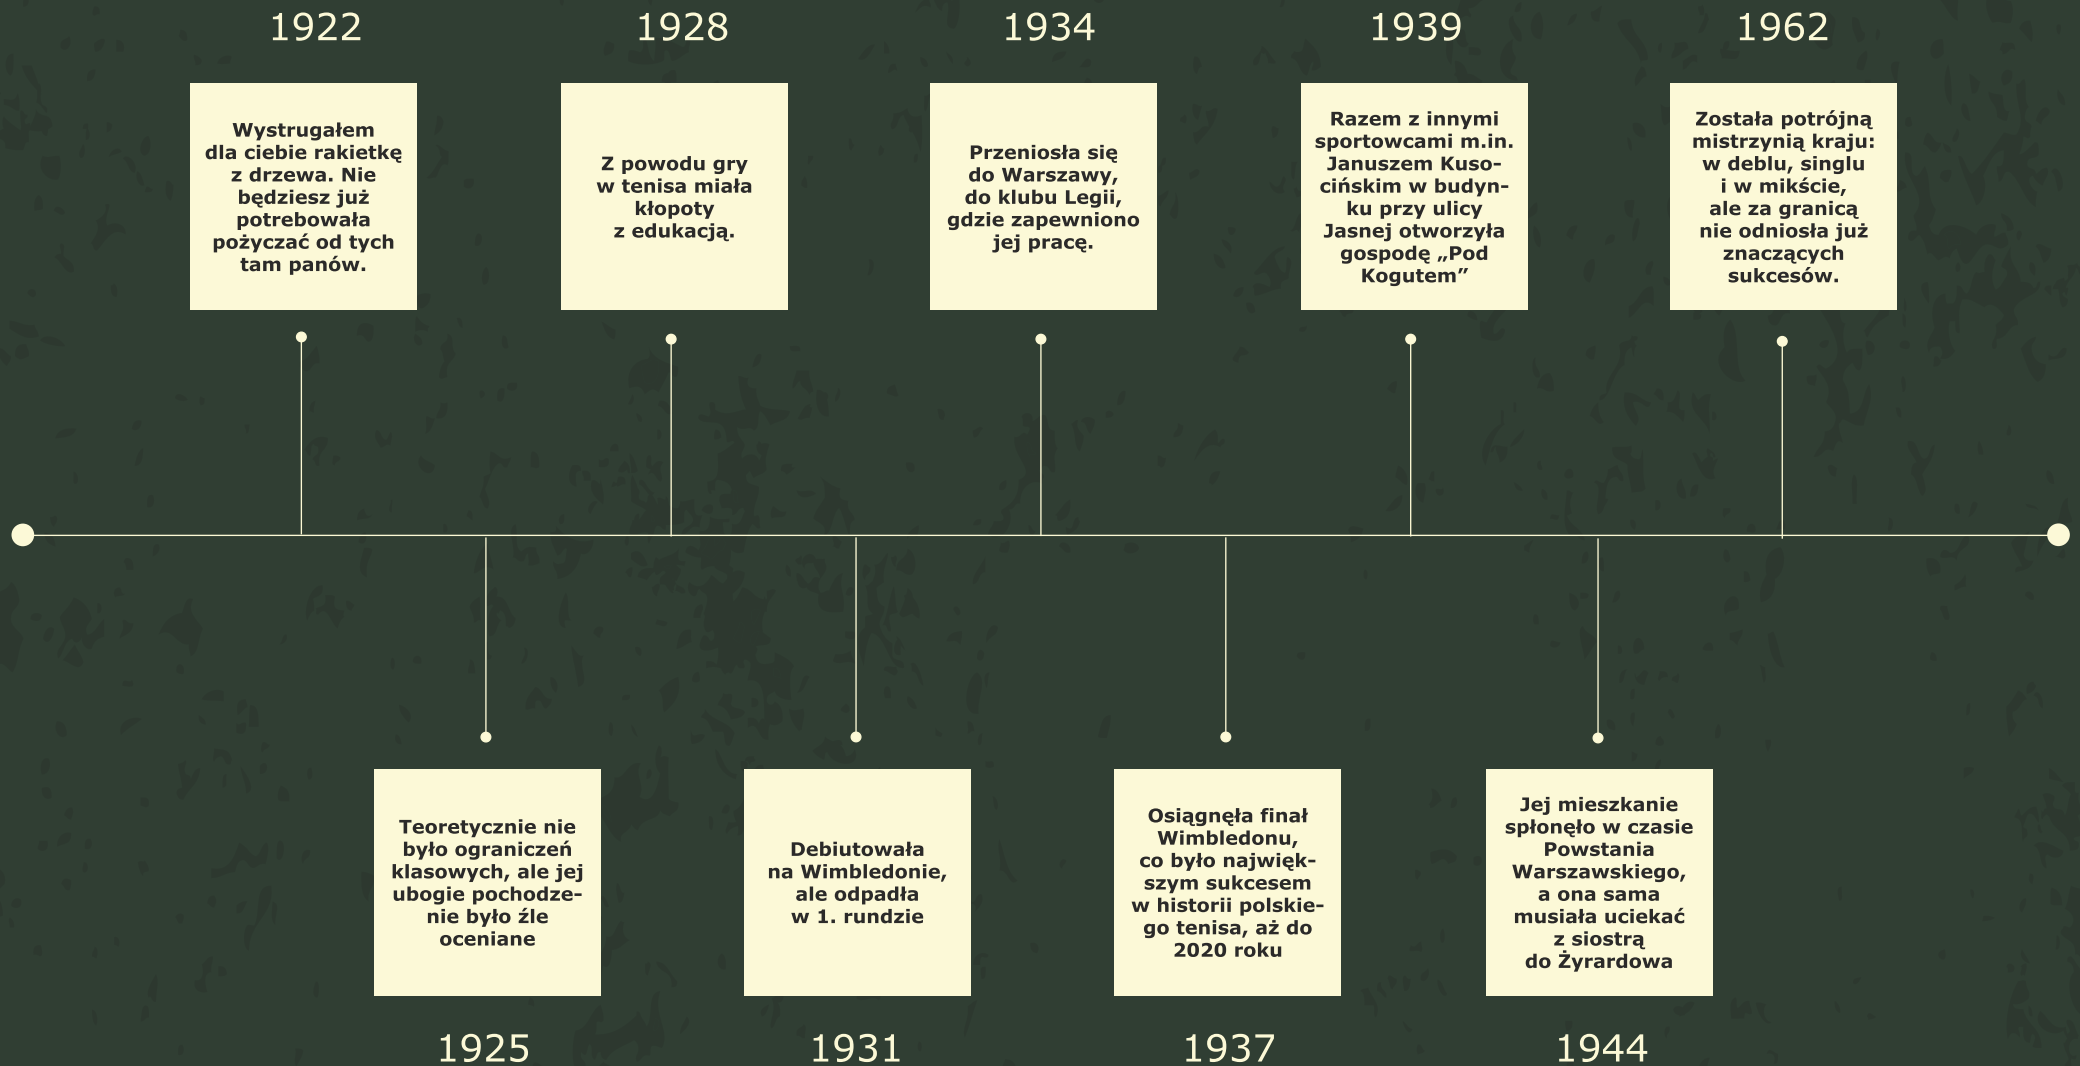 1922
Wystrugałem
dla ciebie rakietkę
z drzewa. Nie
będziesz już
potrebowała
pożyczać od tych
tam panów.
1928
Z powodu gry
w tenisa miała
kłopoty
z edukacją.
1934
Przeniosła się
do Warszawy,
do klubu Legii,
gdzie zapewniono
jej pracę.
1939
Razem z innymi
sportowcami m.in.
Januszem Kuso-
cińskim w budyn-
ku przy ulicy
Jasnej otworzyła
gospodę „Pod
Kogutem”
1962
Została potrójną
mistrzynią kraju:
w deblu, singlu
i w mikście,
ale za granicą
nie odniosła już
znaczących
sukcesów.
Teoretycznie nie
było ograniczeń
klasowych, ale jej
ubogie pochodze-
nie było źle
oceniane
1925
Debiutowała
na Wimbledonie,
ale odpadła
w 1. rundzie
1931
Osiągnęła finał
Wimbledonu,
co było najwięk-
szym sukcesem
w historii polskie-
go tenisa, aż do
2020 roku
1937
Jej mieszkanie
spłonęło w czasie
Powstania
Warszawskiego,
a ona sama
musiała uciekać
z siostrą
do Żyrardowa
1944